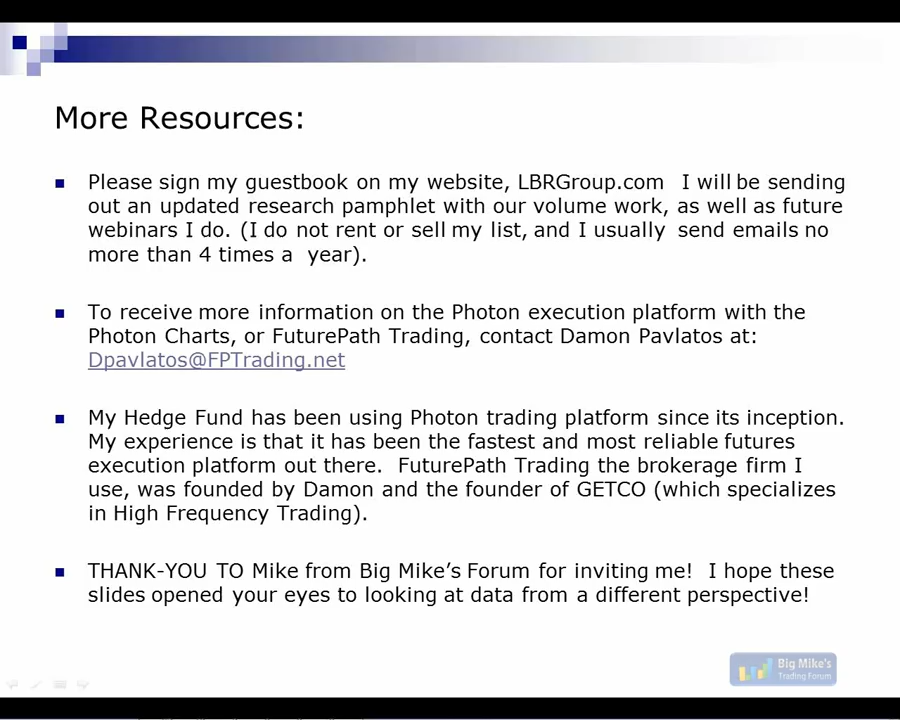 More Resources:
Please sign my guestbook on my website, LBRGroup.com  I will be sending
out an updated research pamphlet with our volume work, as well as future
webinars I do. (I do not rent or sell my list, and I usually  send emails no
more than 4 times a  year).
To receive more information on the Photon execution platform with the
Photon Charts, or FuturePath Trading, contact Damon Pavlatos at:
Dpavlatos@FPTrading.net
My Hedge Fund has been using Photon trading platform since its inception.
My experience is that it has been the fastest and most reliable futures
execution platform out there.  FuturePath Trading the brokerage firm I
use, was founded by Damon and the founder of GETCO (which specializes
in High Frequency Trading).
THANK-YOU TO Mike from Big Mike's Forum for inviting me!  I hope these
slides opened your eyes to looking at data from a different perspective!
Big Mike's
Trading Forum